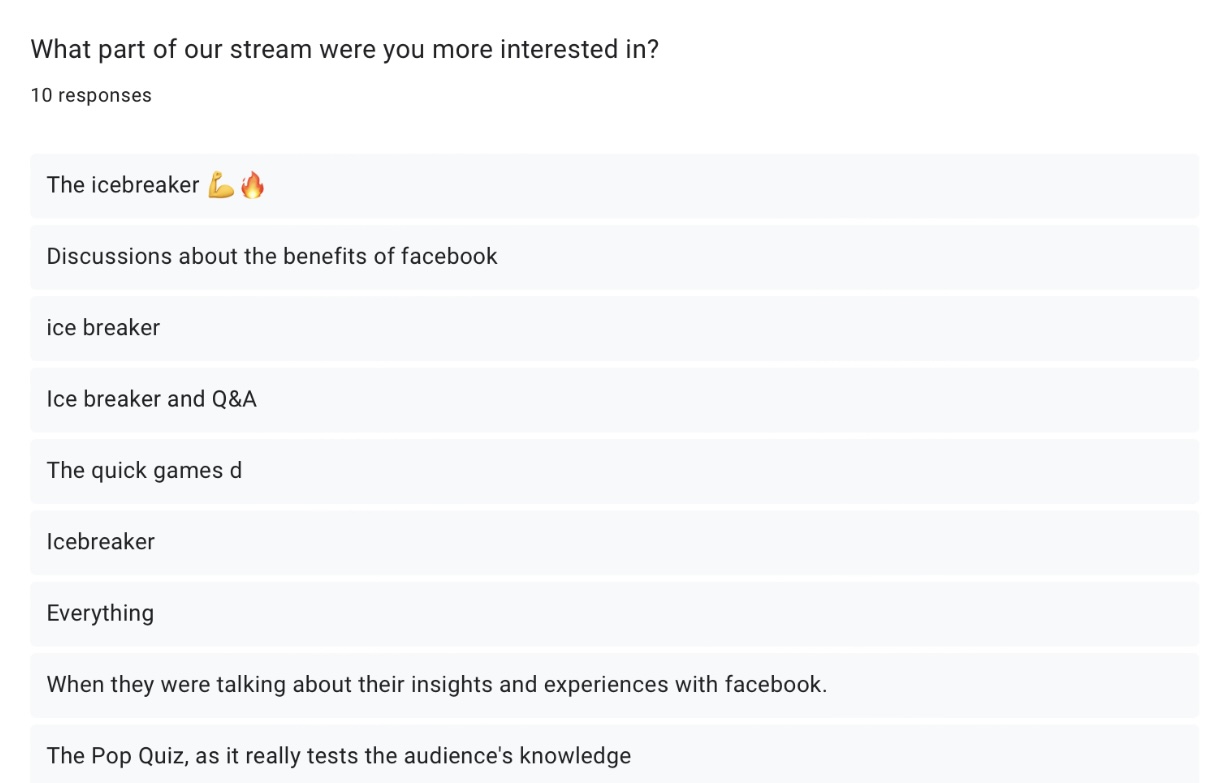 What part of our stream were you more interested in?
10 responses
The icebreaker 💪🔥
Discussions about the benefits of facebook
ice breaker
Ice breaker and Q&A
The quick games d
Icebreaker
Everything
When they were talking about their insights and experiences with facebook.
The Pop Quiz, as it really tests the audience's knowledge